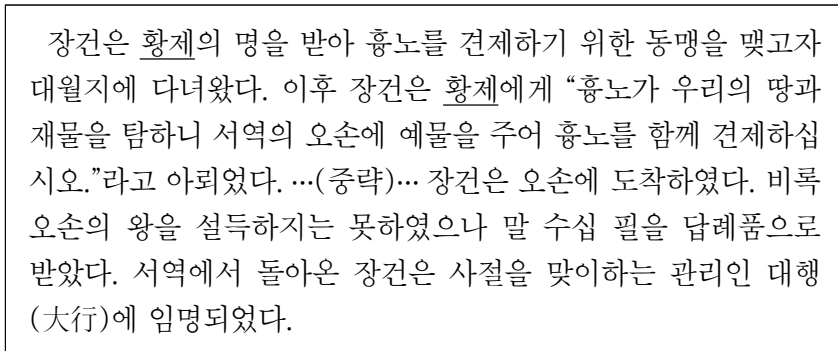 장건은 황제의 명을 받아 흉노를 견제하기 위한 동맹을 맺고자
대월지에 다녀왔다. 이후 장건은 황제에게 “흉노가 우리의 땅과
재물을 탐하니 서역의 오손에 예물을 주어 흉노를 함께 견제하십
시오.”라고 아뢰었다. …(중략)… 장건은 오손에 도착하였다. 비록
오손의 왕을 설득하지는 못하였으나 말 수십 필을 답례품으로
받았다. 서역에서 돌아온 장건은 사절을 맞이하는 관리인 대행
(大行)에 임명되었다.